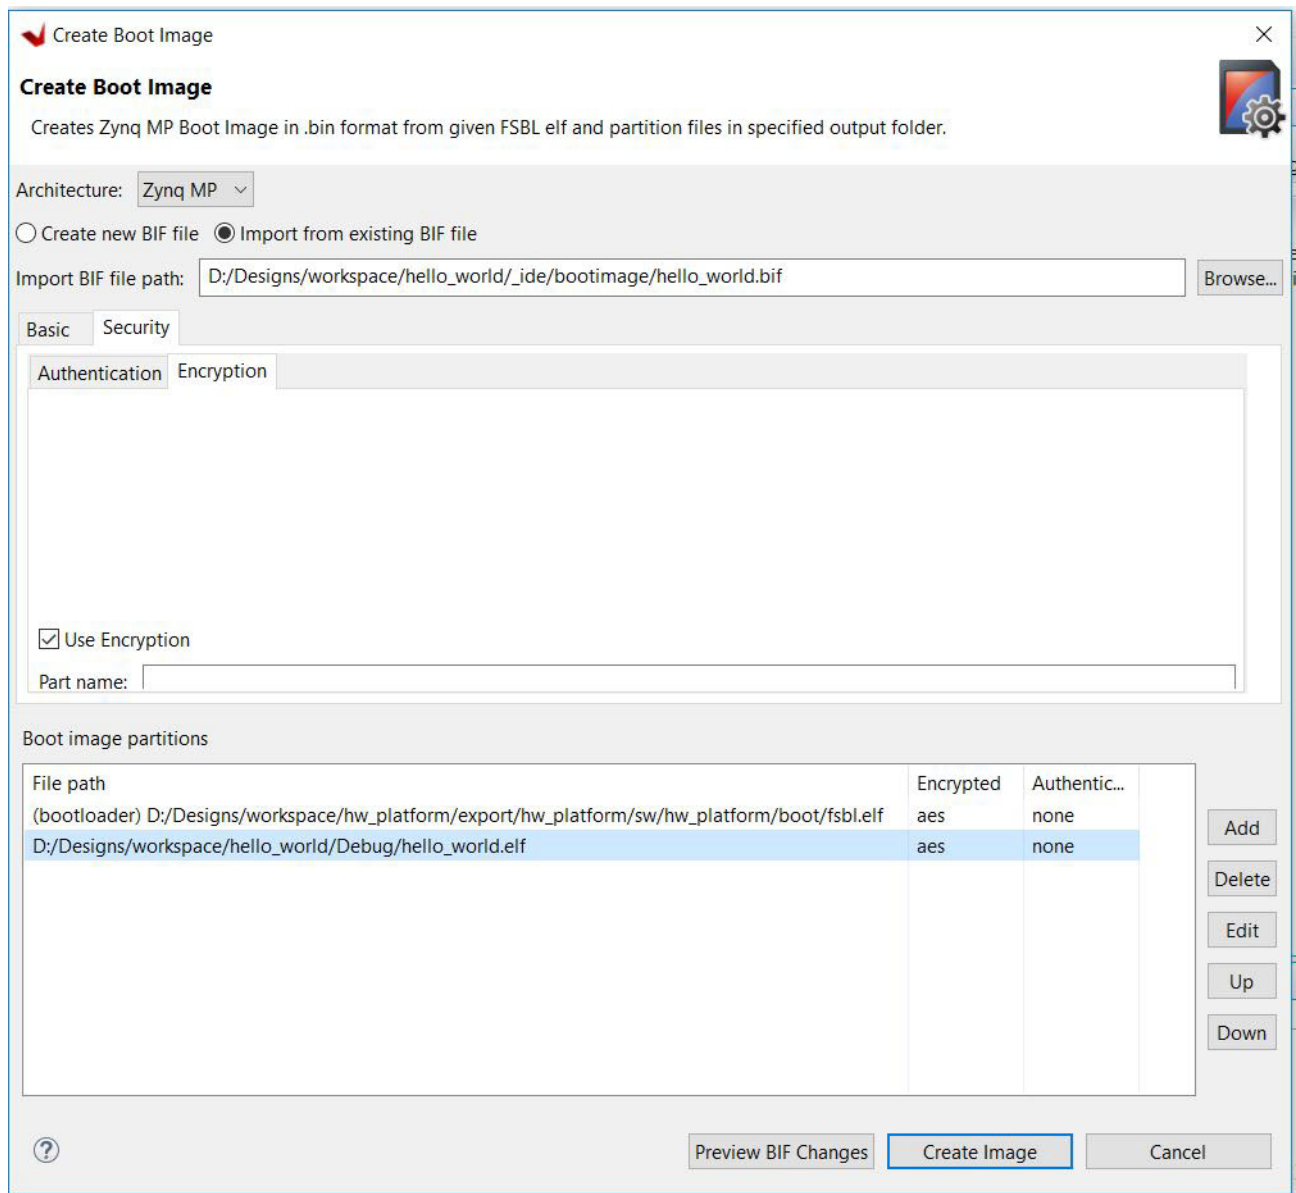 Create Boot Image
Create Boot Image
Creates Zynq MP Boot Image in .bin format from given FSBL elf and partition files in specified output folder.
Architecture: Zynq MP
Create new BIF file Import from existing BIF file
Import BIF file path: D:/Designs/workspace/hello_world/_ide/bootimage/hello_world.bif Browse...
Basic Security
Authentication Encryption
Use Encryption
Part name:
Boot image partitions
File path Encrypted Authentic...
(bootloader) D:/Designs/workspace/hw_platform/export/hw_platform/sw/hw_platform/boot/fsbl.elf aes none
D:/Designs/workspace/hello_world/Debug/hello_world.elf aes none
Add
Delete
Edit
Up
Down
? Preview BIF Changes Create Image Cancel